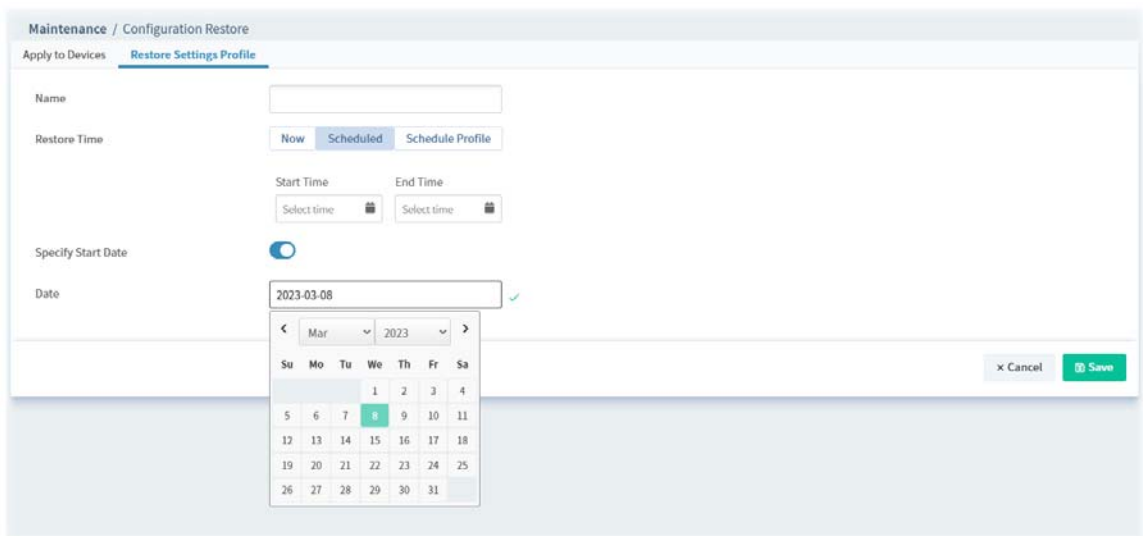 Maintenance / Configuration Restore
Apply to Devices Restore Settings Profile
Name
Restore Time Now Scheduled Schedule Profile
Start Time End Time
Select time Select time
Specify Start Date
Date 2023-03-08
Mar 2023
Su Mo Tu We Th Fr Sa
× Cancel Save
1 2 3 4
5 6 7 8 9 10 11
12 13 14 15 16 17 18
19 20 21 22 23 24 25
26 27 28 29 30 31